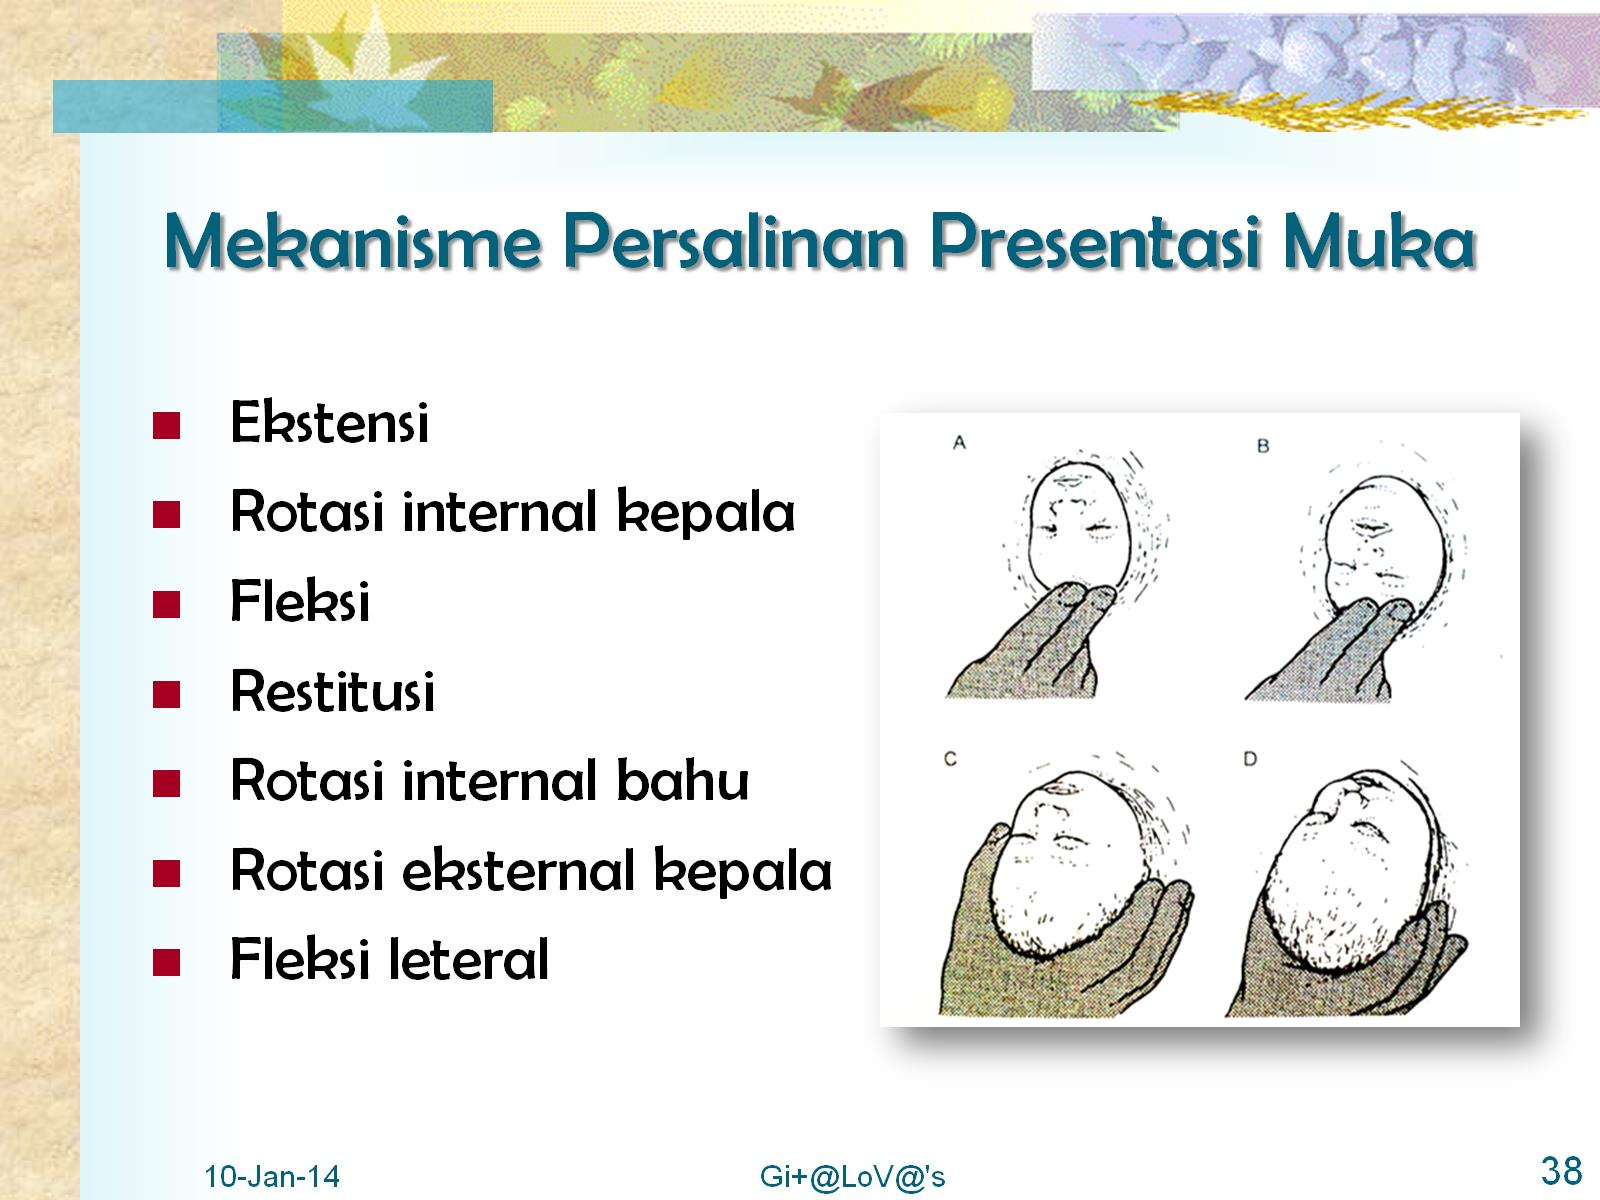 Mekanisme Persalinan Presentasi Muka
Ekstensi
Rotasi internal kepala
Fleksi
Restitusi
Rotasi internal bahu
Rotasi eksternal kepala
Fleksi leteral
A
B
C
D
10-Jan-14
Gi+@LoV@'s
38